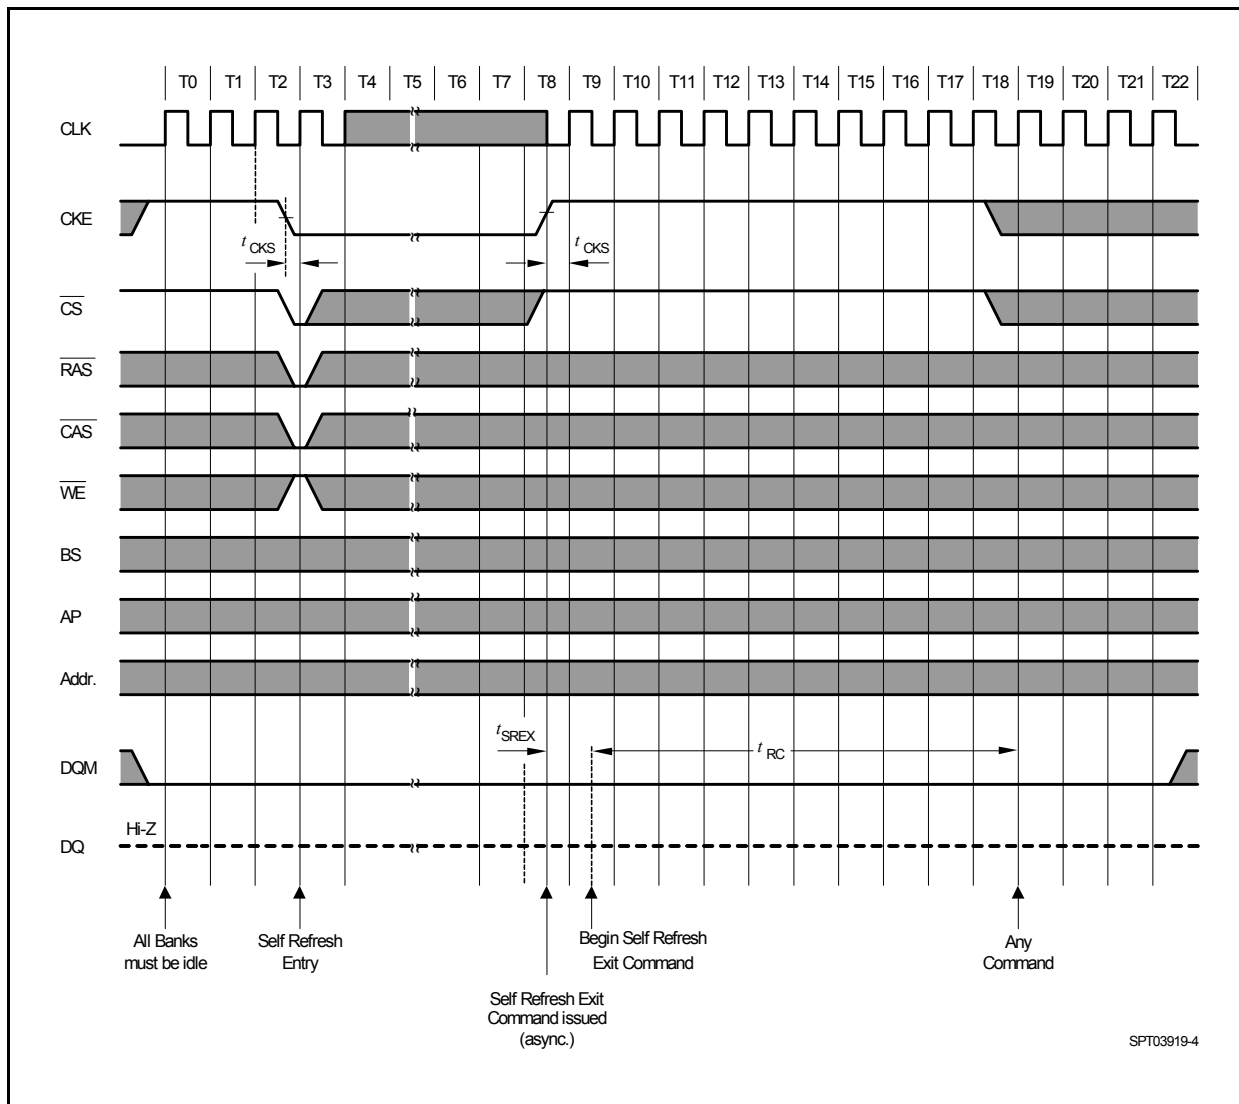 T0 T1 T2 T3 T4 T5 T6 T7 T8 T9 T10 T11 T12 T13 T14 T15 T16 T17 T18 T19 T20 T21 T22
CLK
CKE
t CKS
t CKS
CS
RAS
CAS
WE
BS
AP
Addr.
t SREX
t RC
DQM
Hi-Z
DQ
All Banks
must be idle
Self Refresh
Entry
Begin Self Refresh
Exit Command
Any
Command
Self Refresh Exit
Command issued
(async.)
SPT03919-4